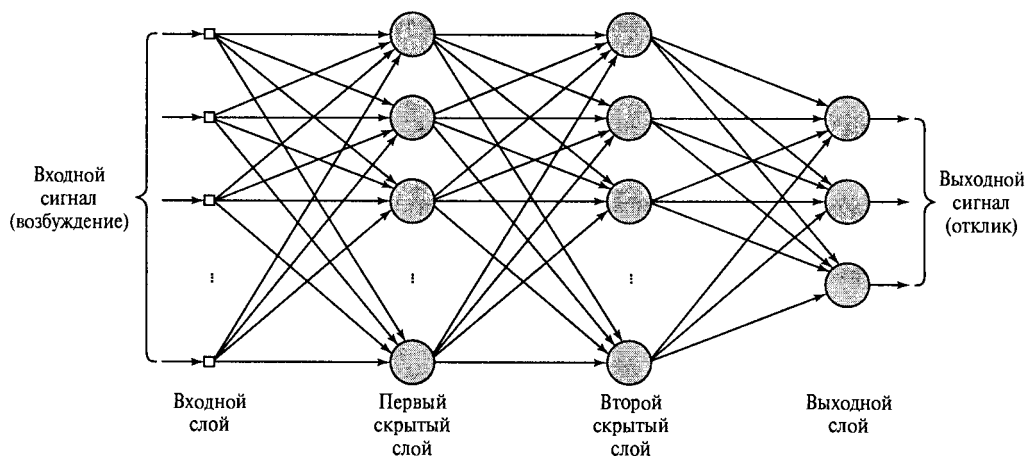 Входной
сигнал
(возбуждение)
Выходной
сигнал
(отклик)
Входной
слой
Первый
скрытый
слой
Второй
скрытый
слой
Выходной
слой